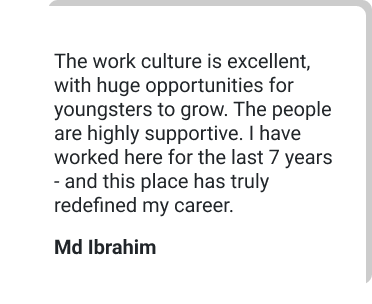 The work culture is excellent,
with huge opportunities for
youngsters to grow. The people
are highly supportive. I have
worked here for the last 7 years
- and this place has truly
redefined my career.
Md Ibrahim